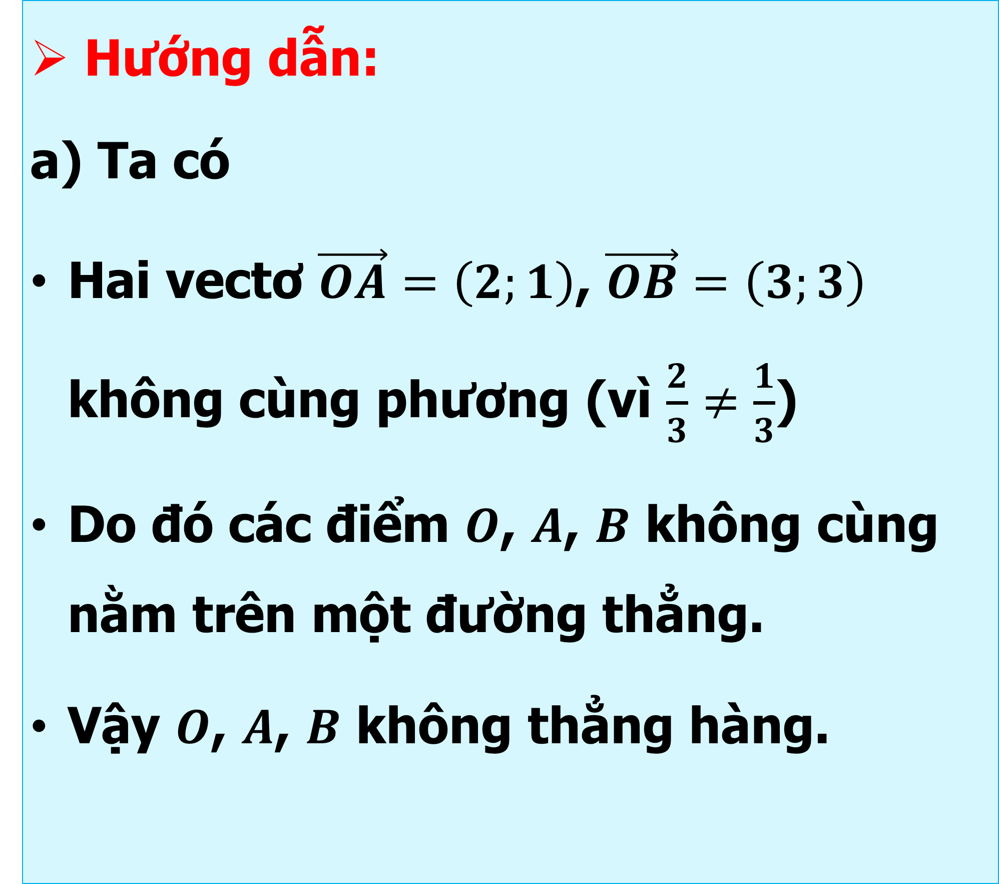 ➢ Hướng dẫn:
a) Ta có
• Hai vectơ $\overrightarrow{OA} = (2; 1)$, $\overrightarrow{OB} = (3; 3)$
không cùng phương (vì $\frac{2}{3} \neq \frac{1}{3}$)
• Do đó các điểm O, A, B không cùng
nằm trên một đường thẳng.
• Vậy O, A, B không thẳng hàng.